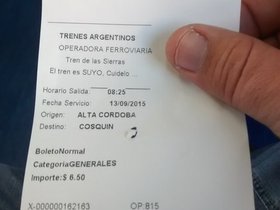 TRENES ARGENTINOS
OPERADORA FERROVIARIA
Tren de las Sierras
El tren es SUYO, Cuidelo ...
Horario Salida: 08:25
Fecha Servicio: 13/09/2015
Origen: ALTA CORDOBA
Destino: COSQUIN
BoletoNormal
CategoriaGENERALES
Importe:$ 6.50
X-000000162163 OP:815